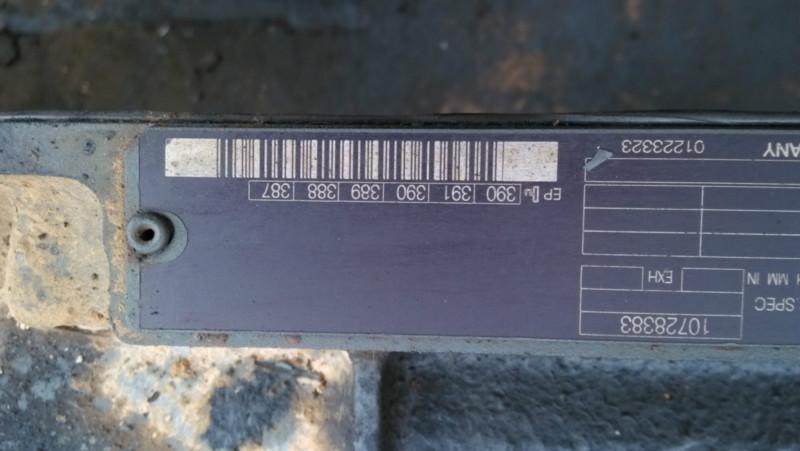 10728383
.SPEC
MM IN EXH
EP 390 391 390 389 388 387
ANY 01223323